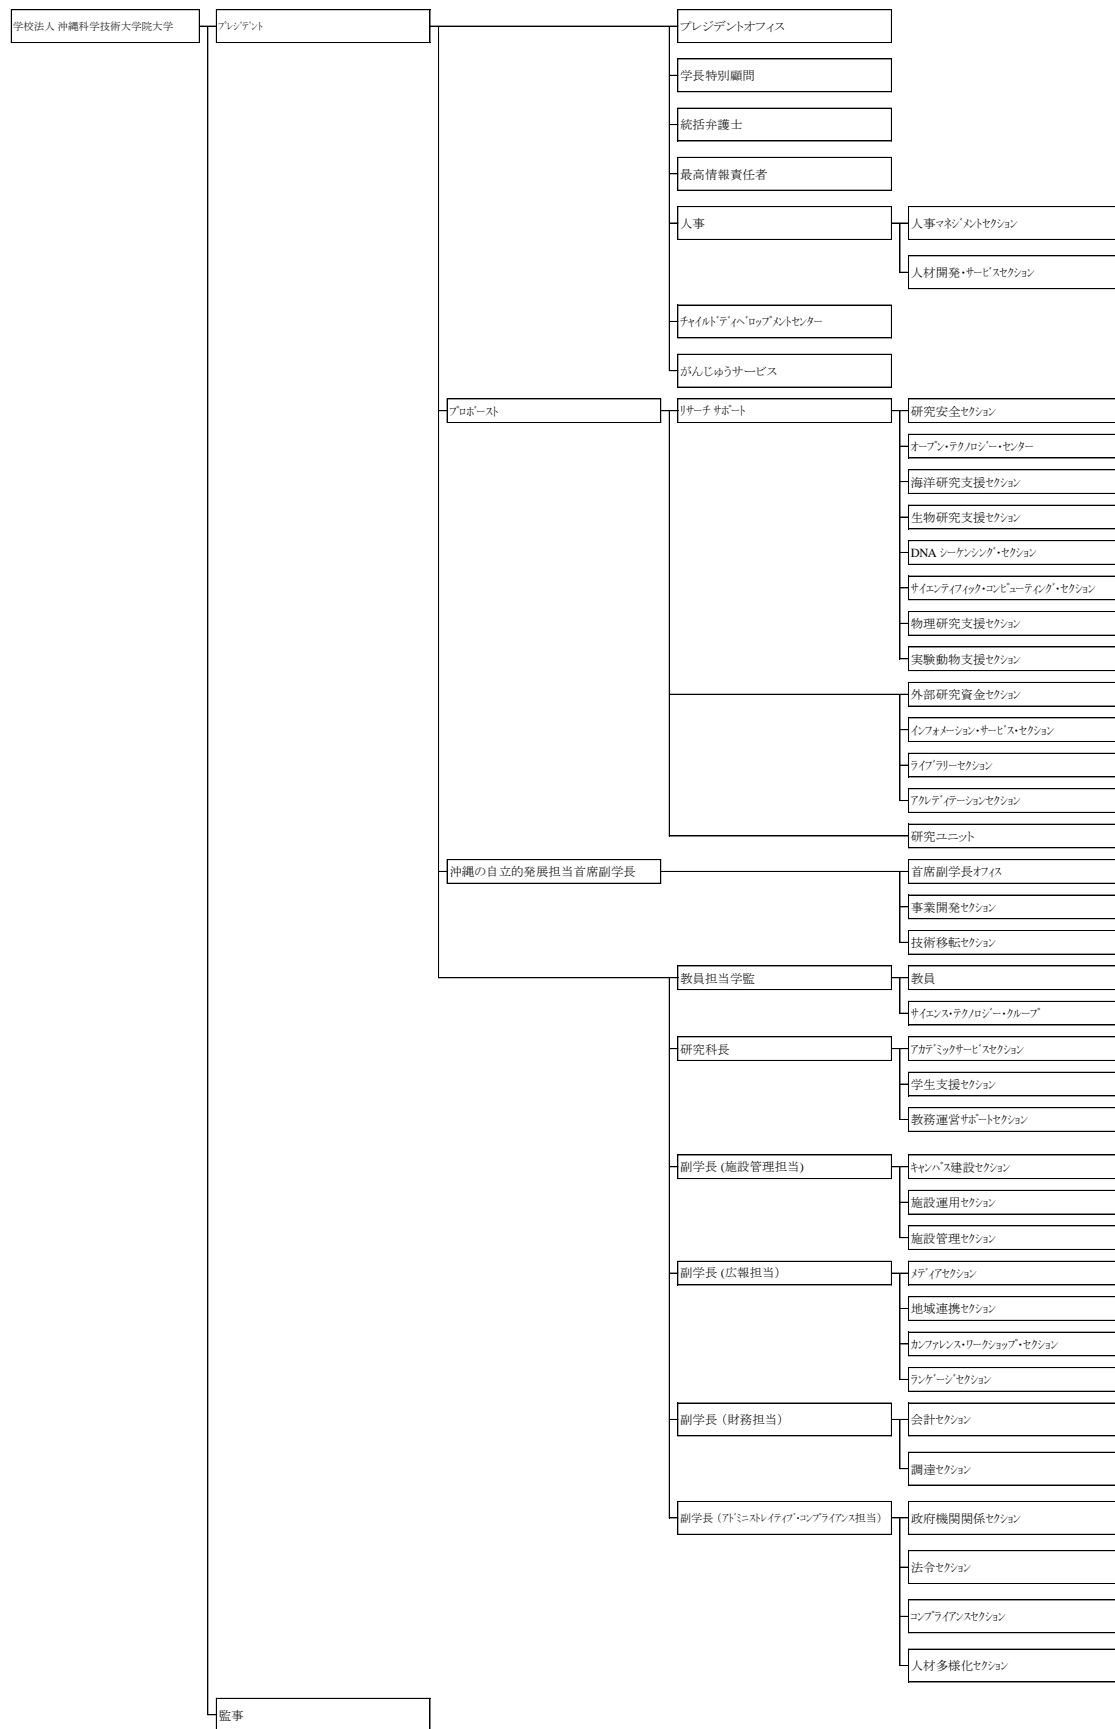 学校法人 沖縄科学技術大学院大学
プレジデント
プレジデントオフィス
学長特別顧問
統括弁護士
最高情報責任者
人事
人事マネジメントセクション
人材開発・サービスセクション
チャイルドディベロップメントセンター
がんじゅうサービス
プロボースト
リサーチ サポート
研究安全セクション
オープン・テクノロジー・センター
海洋研究支援セクション
生物研究支援セクション
DNA シーケンシング・セクション
サイエンティフィック・コンピューティング・セクション
物理研究支援セクション
実験動物支援セクション
外部研究資金セクション
インフォメーション・サービス・セクション
ライブラリーセクション
アクレディテーションセクション
研究ユニット
沖縄の自立的発展担当首席副学長
首席副学長オフィス
事業開発セクション
技術移転セクション
教員担当学監
教員
サイエンス・テクノロジー・グループ
研究科長
アカデミックサービスセクション
学生支援セクション
教務運営サポートセクション
副学長 (施設管理担当)
キャンパス建設セクション
施設運用セクション
施設管理セクション
副学長 (広報担当)
メディアセクション
地域連携セクション
カンファレンス・ワークショップ・セクション
ランゲージセクション
副学長（財務担当）
会計セクション
調達セクション
副学長（アドミニストレイティブ・コンプライアンス担当）
政府機関関係セクション
法令セクション
コンプライアンスセクション
人材多様化セクション
監事